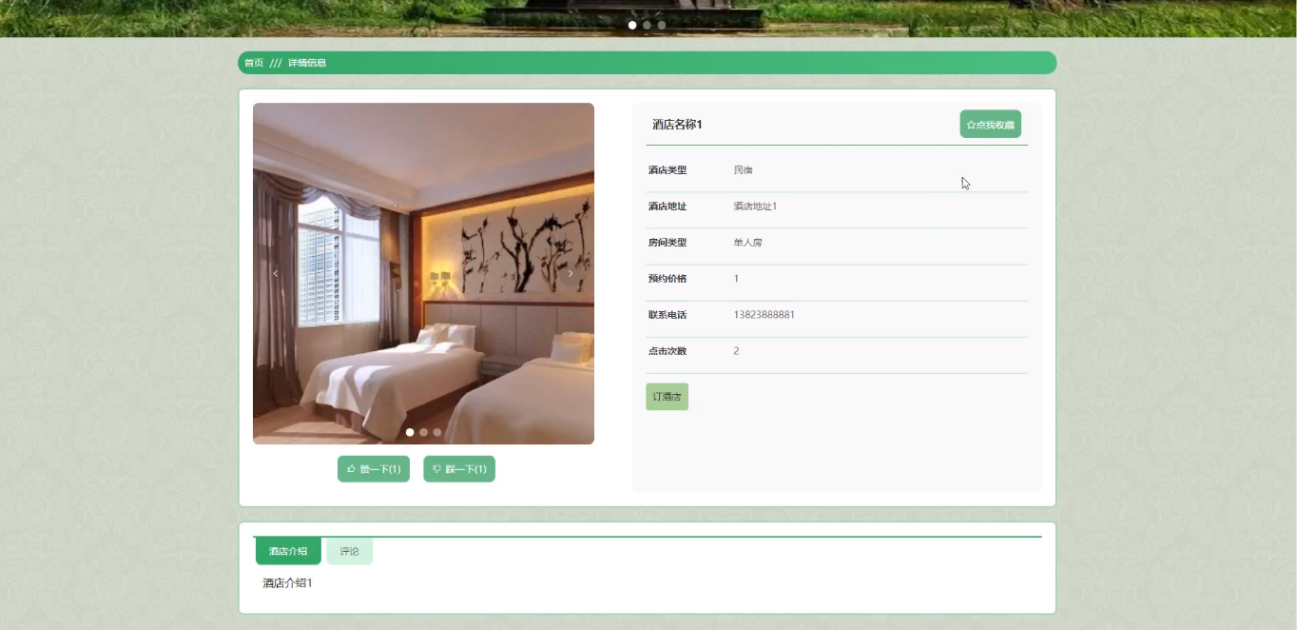 首页 /// 详情信息
酒店名称1
☆点我收藏
酒店类型 民宿
酒店地址 酒店地址1
房间类型 单人房
预约价格 1
联系电话 13823888881
点击次数 2
订酒店
赞一下(1) 踩一下(1)
酒店介绍 评论
酒店介绍1